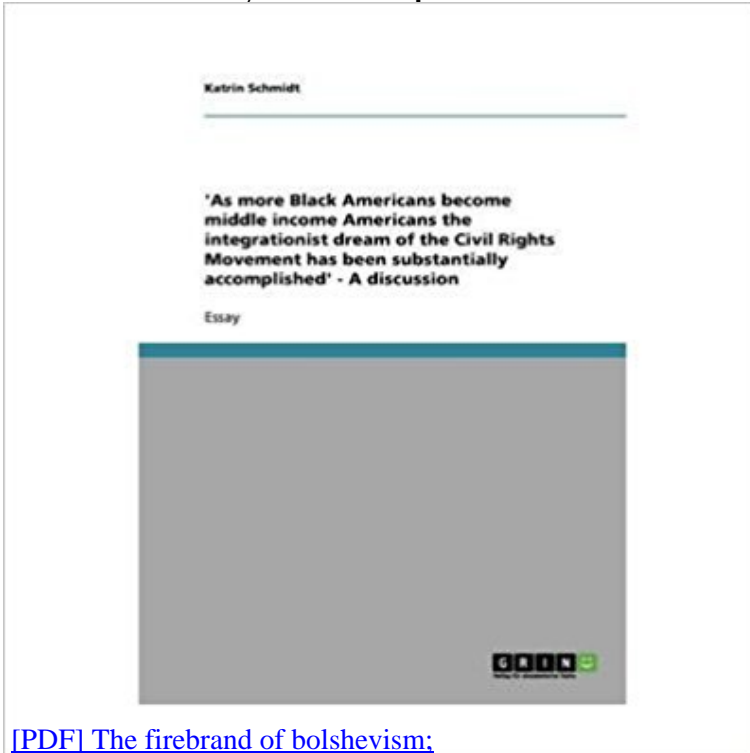 Katrin Schmidt
'As more Black Americans become
middle income Americans the
integrationist dream of the Civil Rights
Movement has been substantially
accomplished' - A discussion
Essay
GRIN
[PDF] The firebrand of bolshevism;